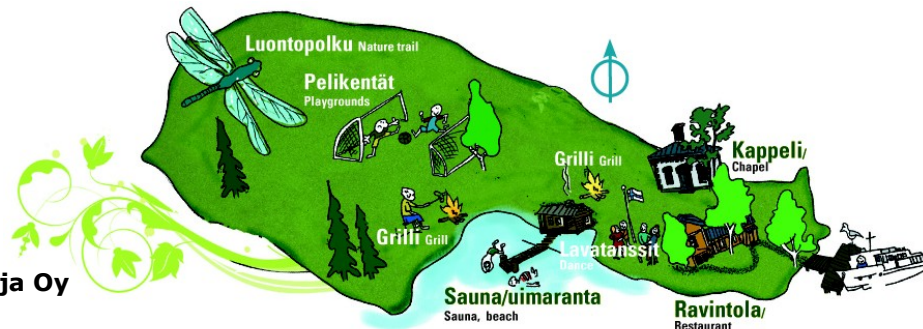 Luontopolku Nature trail
Pelikentät
Playgrounds
Grilli Grill
Kappeli/
Chapel
Grilli Grill
Lavatanssit
Dance
ja Oy
Sauna/uimaranta
Sauna, beach
Ravintola/
Restaurant